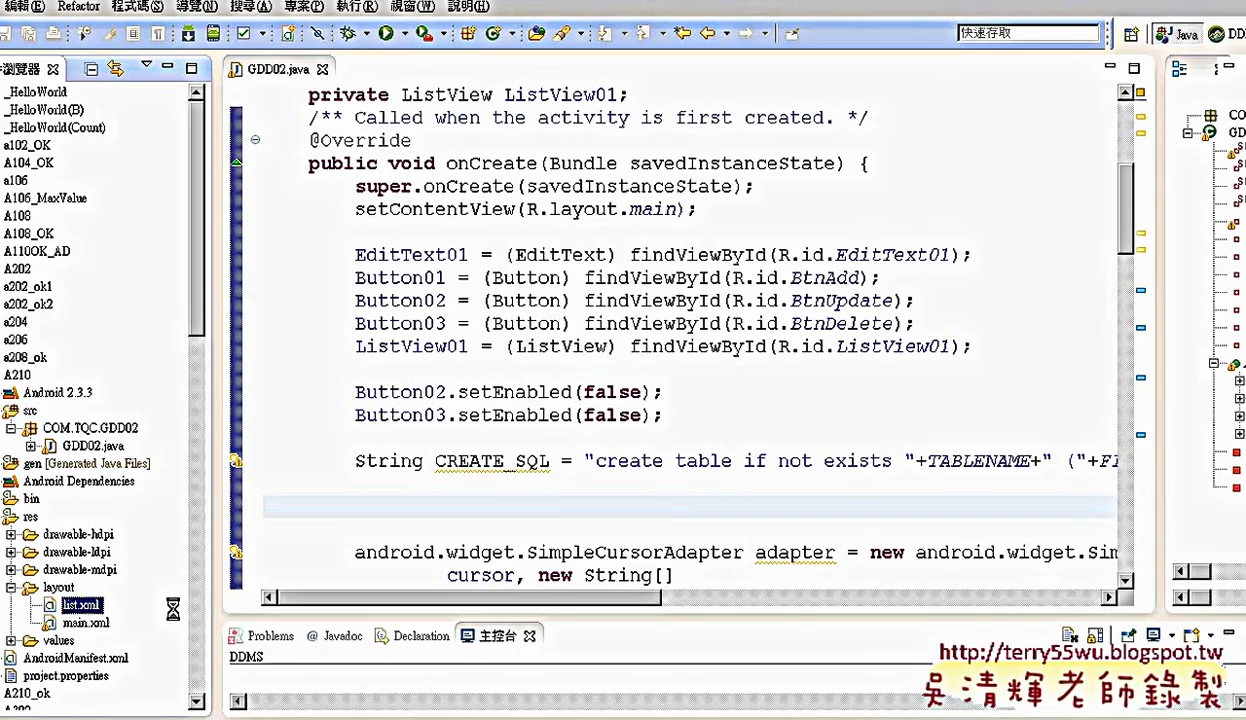 編輯(E) Refactor 程式碼(S) 導覽(N) 搜尋(A) 專案(P) 執行(R) 視窗(W) 說明(H)
快速存取
Java
DD
瀏覽器
_HelloWorld
_HelloWorld(B)
_HelloWorld(Count)
a102_OK
A104_OK
a106
A106_MaxValue
A108
A108_OK
A110OK_AD
A202
a202_ok1
a202_ok2
a204
a206
a208_ok
A210
Android 2.3.3
src
COM.TQC.GDD02
GDD02.java
gen [Generated Java Files]
Android Dependencies
bin
res
drawable-hdpi
drawable-ldpi
drawable-mdpi
layout
list.xml
main.xml
values
AndroidManifest.xml
project.properties
A210_ok
GDD02.java
private ListView ListView01;
/** Called when the activity is first created. */
@Override
public void onCreate(Bundle savedInstanceState) {
super.onCreate(savedInstanceState);
setContentView(R.layout.main);
EditText01 = (EditText) findViewById(R.id.EditText01);
Button01 = (Button) findViewById(R.id.BtnAdd);
Button02 = (Button) findViewById(R.id.BtnUpdate);
Button03 = (Button) findViewById(R.id.BtnDelete);
ListView01 = (ListView) findViewById(R.id.ListView01);
Button02.setEnabled(false);
Button03.setEnabled(false);
String CREATE_SQL = "create table if not exists "+TABLENAME+" ("+FI
android.widget.SimpleCursorAdapter adapter = new android.widget.Sim
cursor, new String[]
CO
GD
Problems @ Javadoc Declaration 主控台
DDMS
http://terry55wu.blogspot.tw
吳清輝老師錄製